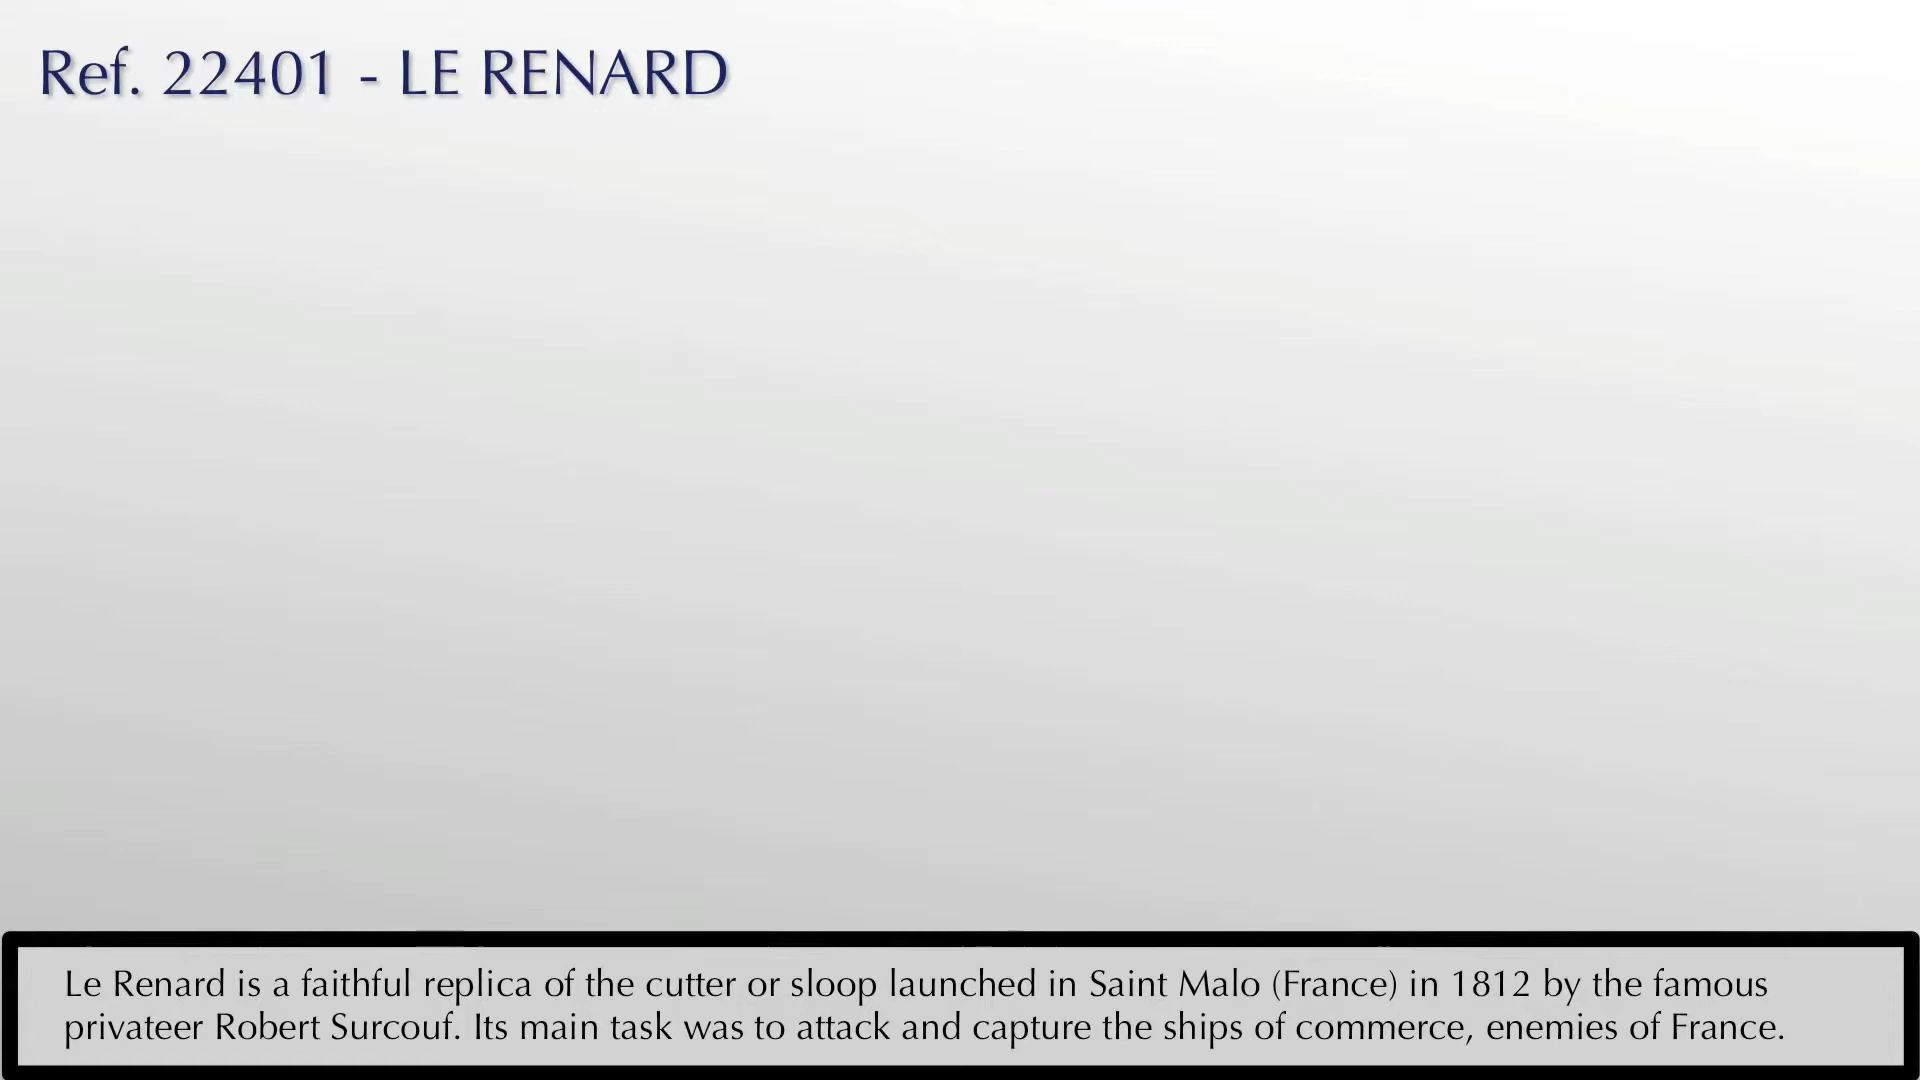 Ref. 22401 - LE RENARD
Le Renard is a faithful replica of the cutter or sloop launched in Saint Malo (France) in 1812 by the famous
privateer Robert Surcouf. Its main task was to attack and capture the ships of commerce, enemies of France.